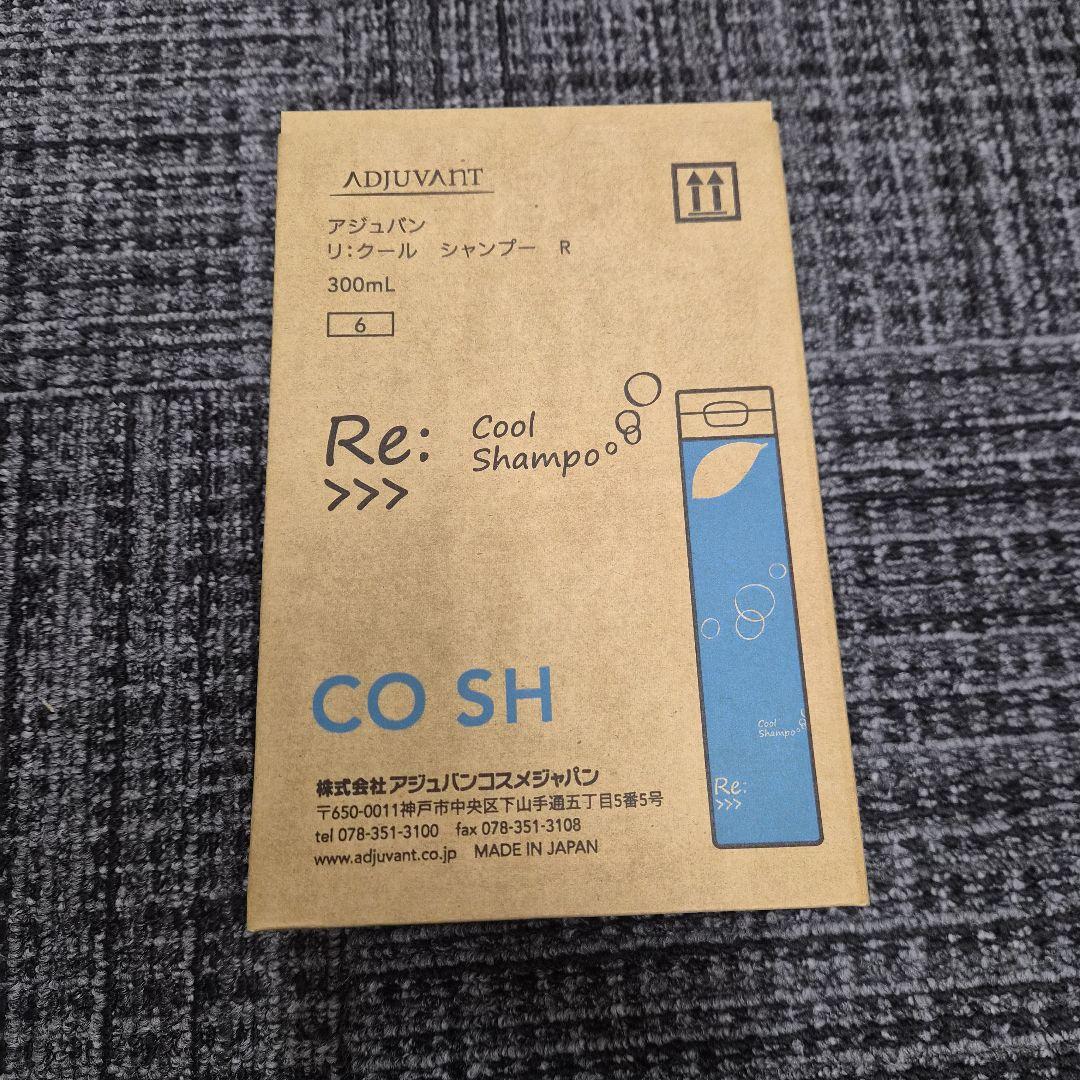 ADJUVANT
アジュバン
リ:クール シャンプー R
300mL
6
Re:
>>>
Cool
Shampoo
CO SH
Cool
Shampoo
Re:
>>>
株式会社アジュバンコスメジャパン
〒650-0011神戸市中央区下山手通五丁目5番5号
tel 078-351-3100 fax 078-351-3108
www.adjuvant.co.jp MADE IN JAPAN